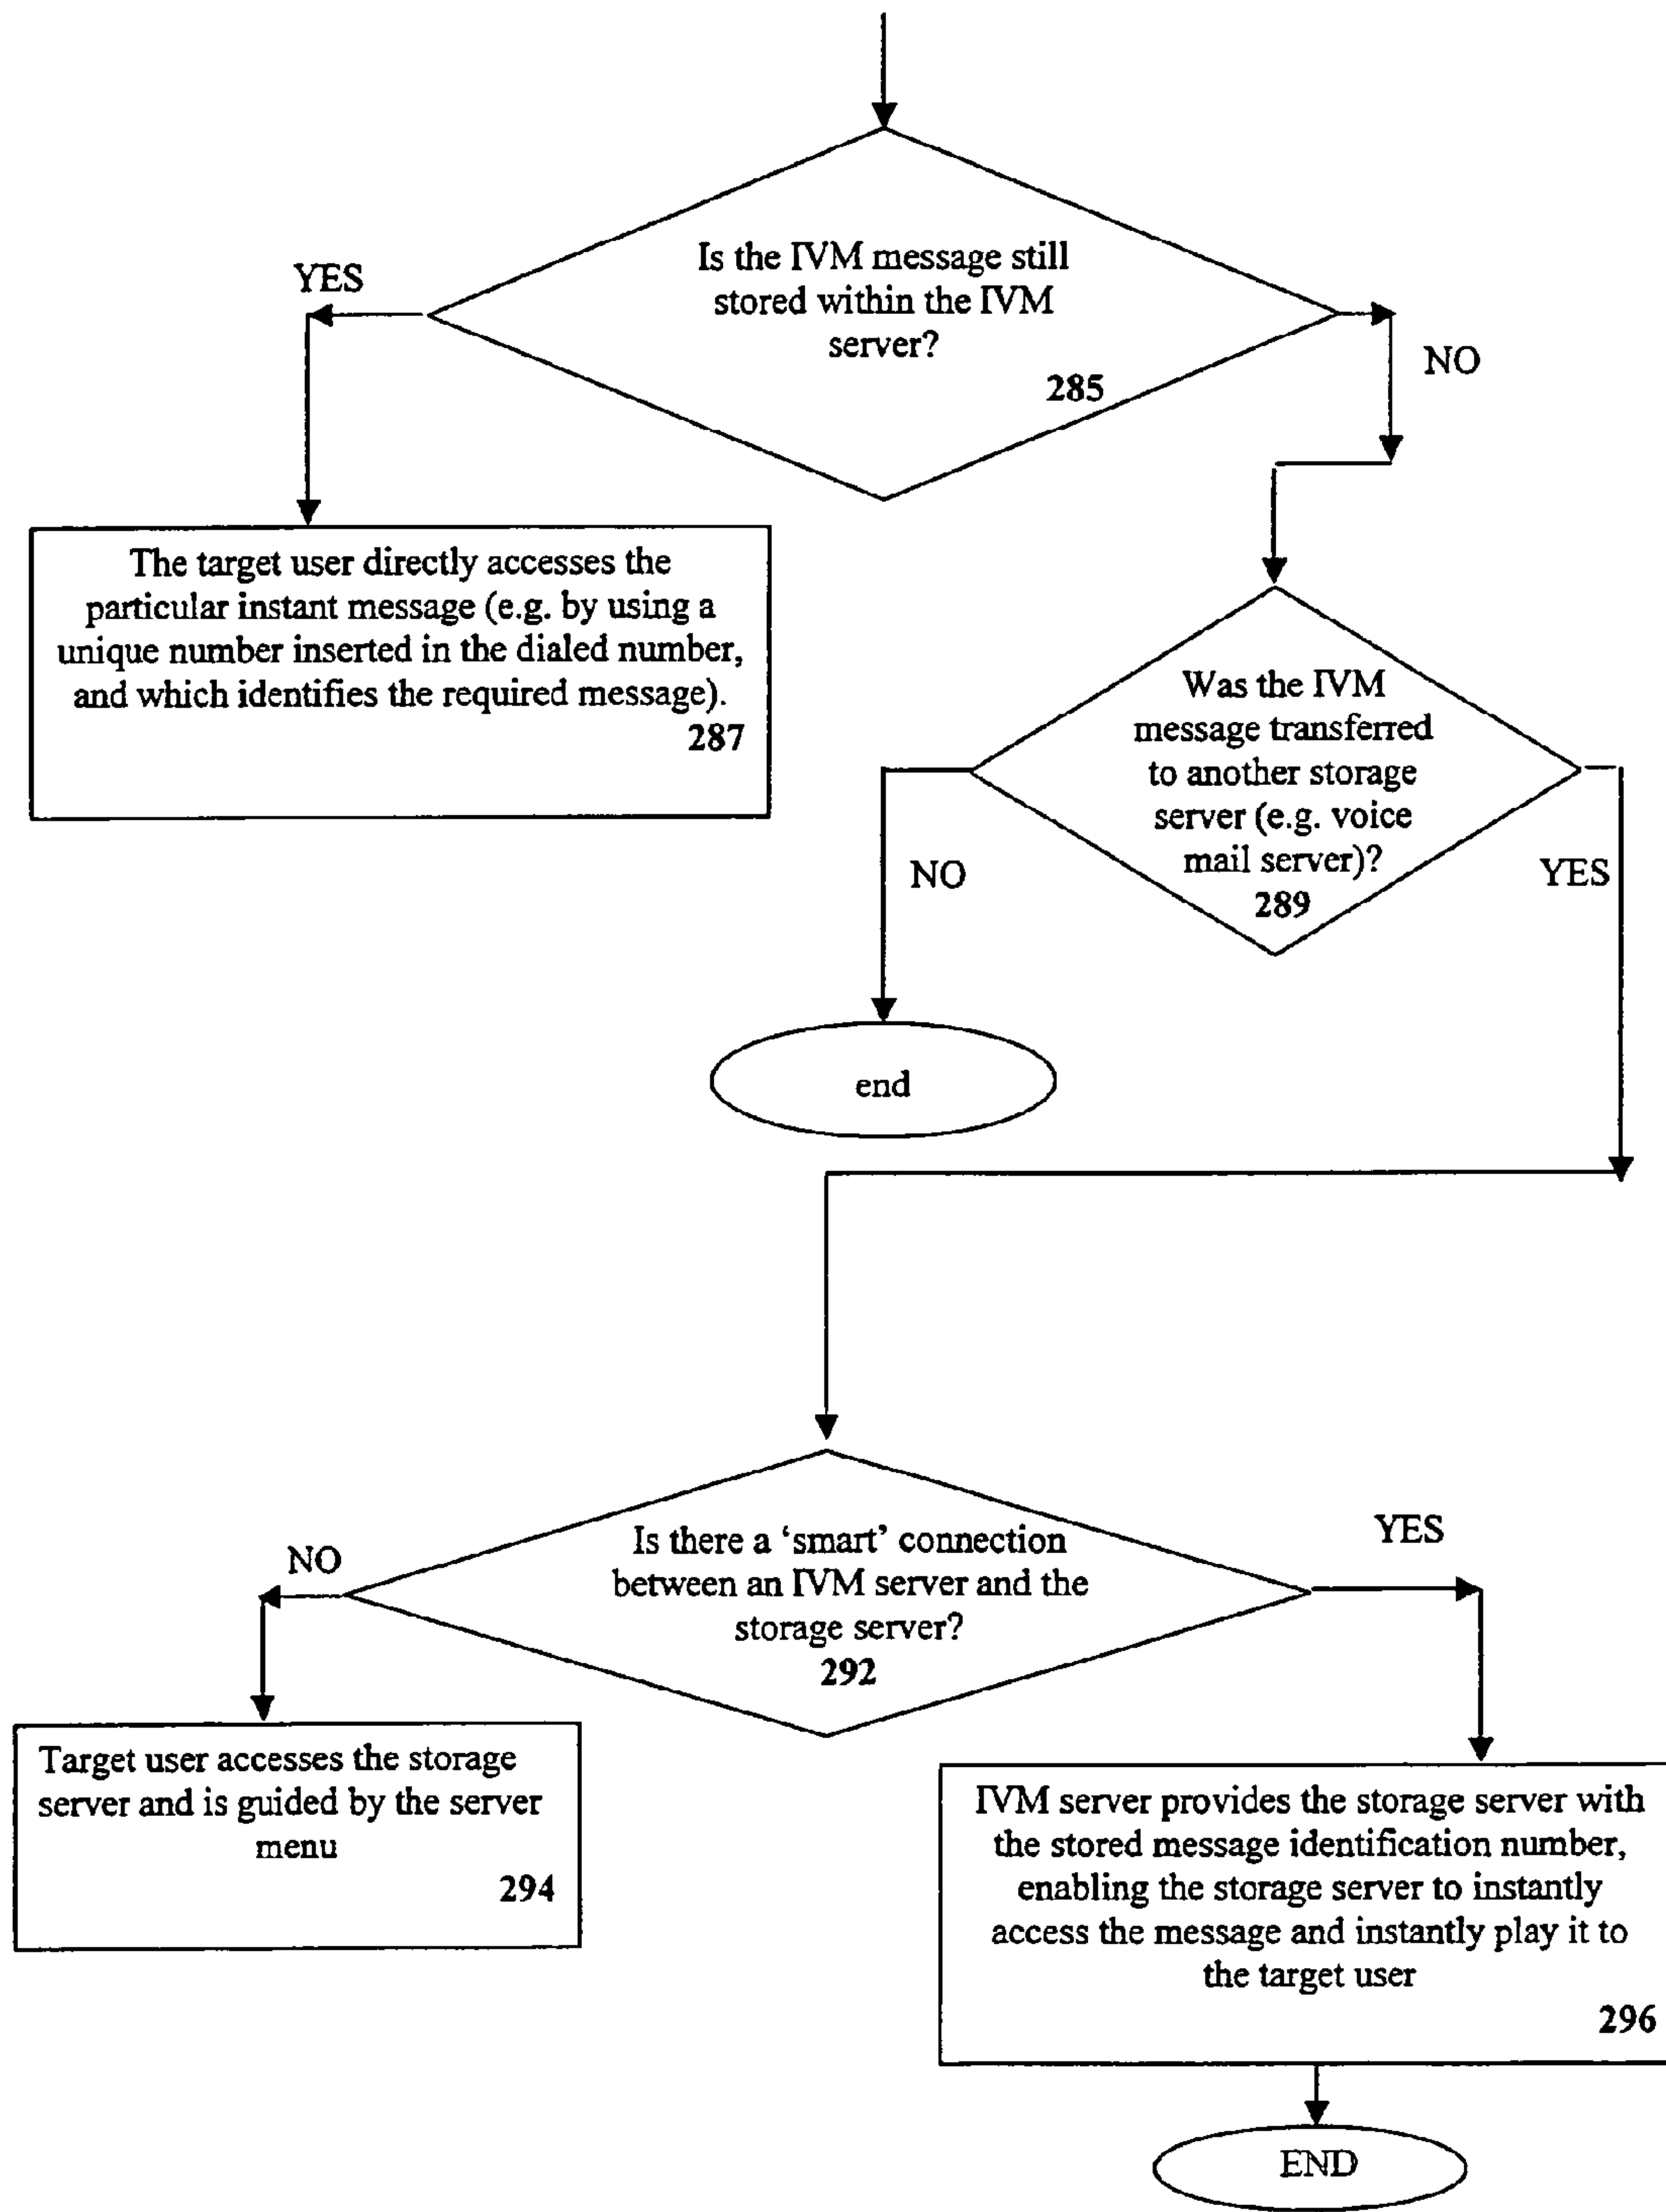 Is the IVM message still
stored within the IVM
server?
285
YES
NO
The target user directly accesses the
particular instant message (e.g. by using a
unique number inserted in the dialed number,
and which identifies the required message).
287
Was the IVM
message transferred
to another storage
server (e.g. voice
mail server)?
289
NO
YES
end
Is there a ‘smart’ connection
between an IVM server and the
storage server?
292
NO
YES
Target user accesses the storage
server and is guided by the server
menu
294
IVM server provides the storage server with
the stored message identification number,
enabling the storage server to instantly
access the message and instantly play it to
the target user
296
END